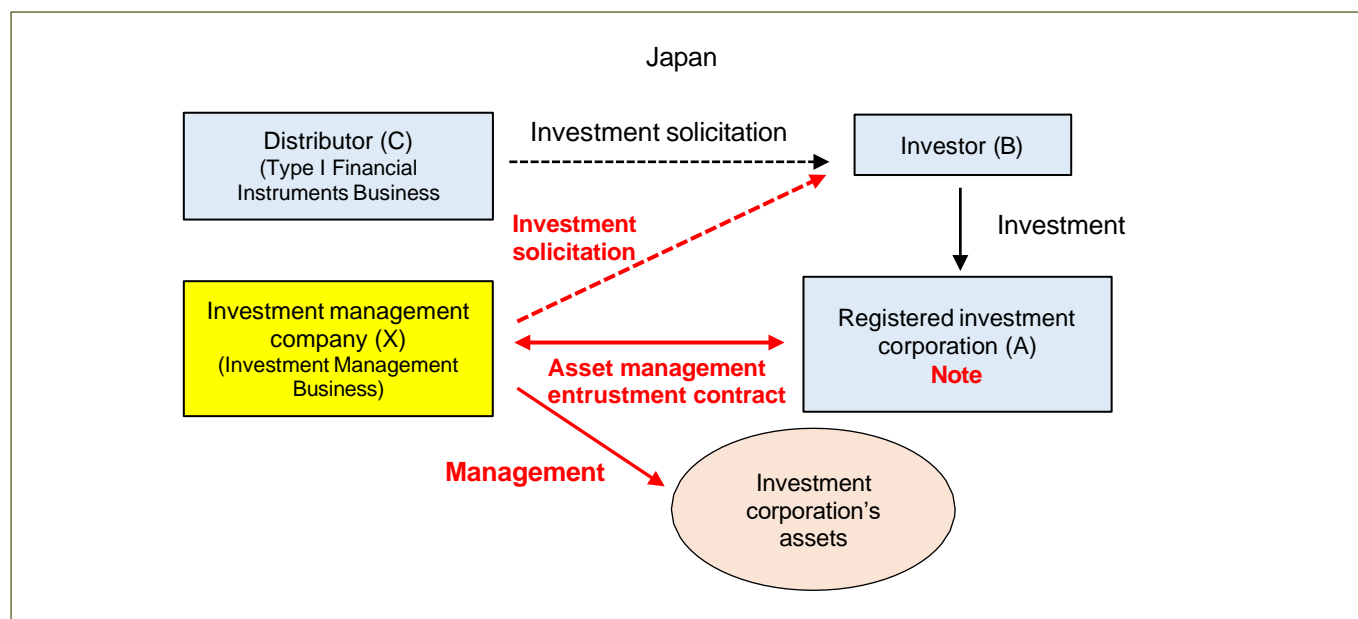 Japan
Distributor (C)
(Type I Financial
Instruments Business
Investment solicitation
Investor (B)
Investment
solicitation
Investment
Investment management
company (X)
(Investment Management
Business)
Asset management
entrustment contract
Registered investment
corporation (A)
Note
Management
Investment
corporation’s
assets